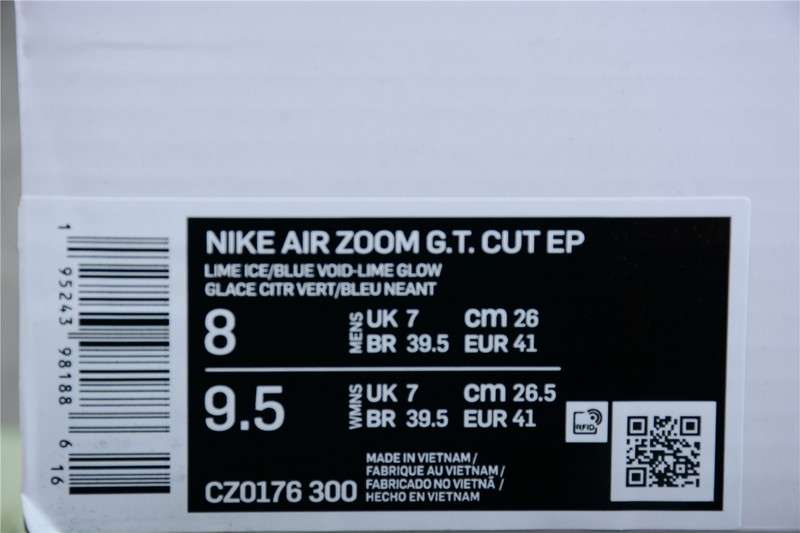 NIKE AIR ZOOM G.T. CUT EP
LIME ICE/BLUE VOID-LIME GLOW
GLACE CITR VERT/BLEU NEANT
8 MENS UK 7 cm 26
BR 39.5 EUR 41
9.5 WMNS UK 7 cm 26.5
BR 39.5 EUR 41
RFID
MADE IN VIETNAM /
FABRIQUE AU VIETNAM /
FABRICADO NO VIETNÃ /
HECHO EN VIETNAM
CZ0176 300
1 95243 98188 6 16